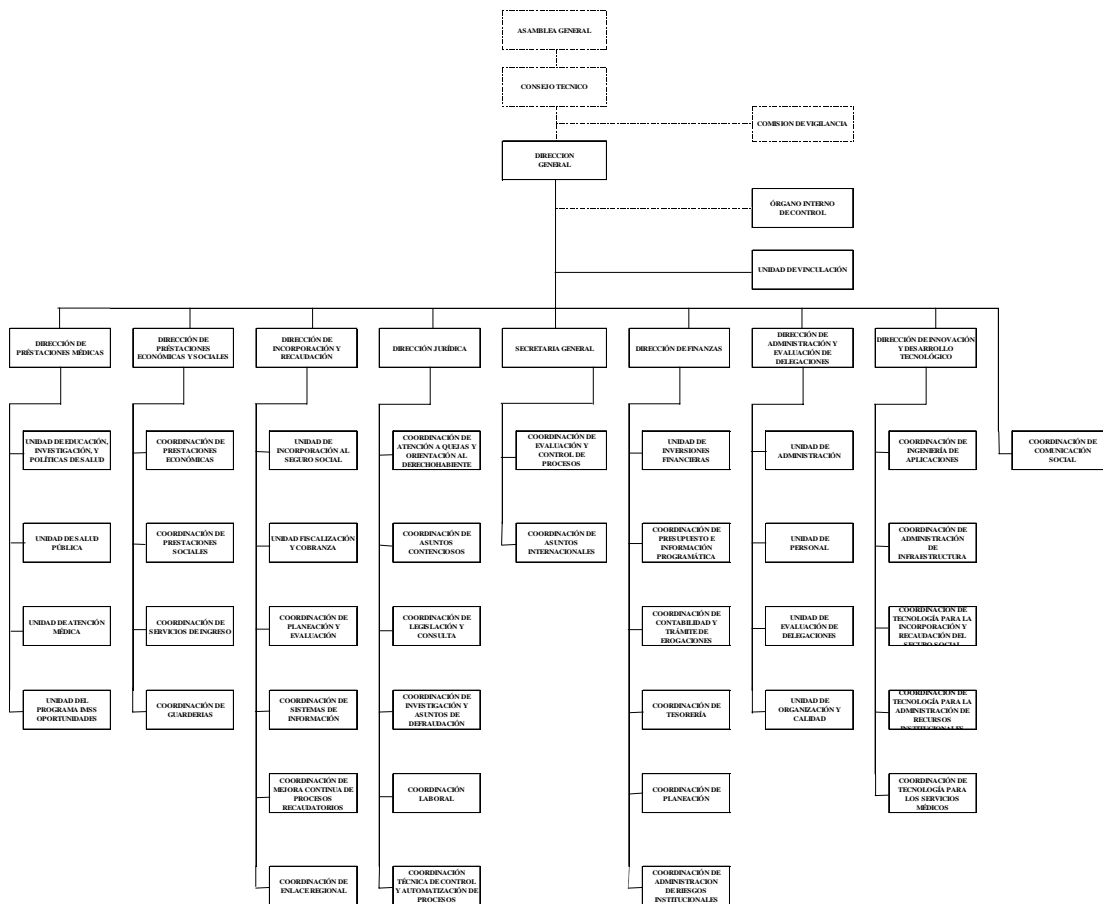 ASAMBLEA GENERAL
CONSEJO TECNICO
COMISION DE VIGILANCIA
DIRECCION
GENERAL
ÓRGANO INTERNO
DE CONTROL
UNIDAD DE VINCULACIÓN
DIRECCIÓN DE
PRÉSTACIONES MÉDICAS
DIRECCIÓN DE
PRÉSTACIONES
ECONÓMICAS Y SOCIALES
DIRECCIÓN DE
INCORPORACIÓN Y
RECAUDACIÓN
DIRECCIÓN JURÍDICA
SECRETARIA GENERAL
DIRECCIÓN DE FINANZAS
DIRECCIÓN DE
ADMINISTRACIÓN Y
EVALUACIÓN DE
DELEGACIONES
DIRECCIÓN DE INNOVACIÓN
Y DESARROLLO
TECNOLÓGICO
UNIDAD DE EDUCACIÓN,
INVESTIGACIÓN, Y
POLÍTICAS DE SALUD
COORDINACIÓN DE
PRESTACIONES
ECONÓMICAS
UNIDAD DE
INCORPORACIÓN AL
SEGURO SOCIAL
COORDINACIÓN DE
ATENCIÓN A QUEJAS Y
ORIENTACIÓN AL
DERECHOHABIENTE
COORDINACIÓN DE
EVALUACIÓN Y
CONTROL DE
PROCESOS
UNIDAD DE
INVERSIONES
FINANCIERAS
UNIDAD DE
ADMINISTRACIÓN
COORDINACIÓN DE
INGENIERÍA DE
APLICACIONES
COORDINACIÓN DE
COMUNICACIÓN
SOCIAL
UNIDAD DE SALUD
PÚBLICA
COORDINACIÓN DE
PRESTACIONES
SOCIALES
UNIDAD FISCALIZACIÓN
Y COBRANZA
COORDINACIÓN DE
ASUNTOS
CONTENCIOSOS
COORDINACIÓN DE
ASUNTOS
INTERNACIONALES
COORDINACIÓN DE
PRESUPUESTO E
INFORMACIÓN
PROGRAMÁTICA
UNIDAD DE
PERSONAL
COORDINACIÓN DE
ADMINISTRACIÓN
DE
INFRAESTRUCTURA
UNIDAD DE ATENCIÓN
MÉDICA
COORDINACIÓN DE
SERVICIOS DE INGRESO
COORDINACIÓN DE
PLANEACIÓN Y
EVALUACIÓN
COORDINACIÓN DE
LEGISLACIÓN Y
CONSULTA
COORDINACIÓN DE
CONTABILIDAD Y
TRÁMITE DE
EROGACIONES
UNIDAD DE
EVALUACIÓN DE
DELEGACIONES
COORDINACIÓN DE
TECNOLOGÍA PARA LA
INCORPORACIÓN Y
RECAUDACIÓN DEL
SEGURO SOCIAL
UNIDAD DEL
PROGRAMA IMSS
OPORTUNIDADES
COORDINACIÓN DE
GUARDERIAS
COORDINACIÓN DE
SISTEMAS DE
INFORMACIÓN
COORDINACIÓN DE
INVESTIGACIÓN Y
ASUNTOS DE
DEFRAUDACIÓN
COORDINACIÓN DE
TESORERÍA
UNIDAD DE
ORGANIZACIÓN Y
CALIDAD
COORDINACIÓN DE
TECNOLOGÍA PARA LA
ADMINISTRACIÓN DE
RECURSOS
INSTITUCIONALES
COORDINACIÓN DE
MEJORA CONTINUA DE
PROCESOS
RECAUDATORIOS
COORDINACIÓN
LABORAL
COORDINACIÓN DE
PLANEACIÓN
COORDINACIÓN DE
TECNOLOGÍA PARA
LOS SERVICIOS
MÉDICOS
COORDINACIÓN DE
ENLACE REGIONAL
COORDINACIÓN
TÉCNICA DE CONTROL
Y AUTOMATIZACIÓN DE
PROCESOS
COORDINACIÓN DE
ADMINISTRACION
DE RIESGOS
INSTITUCIONALES